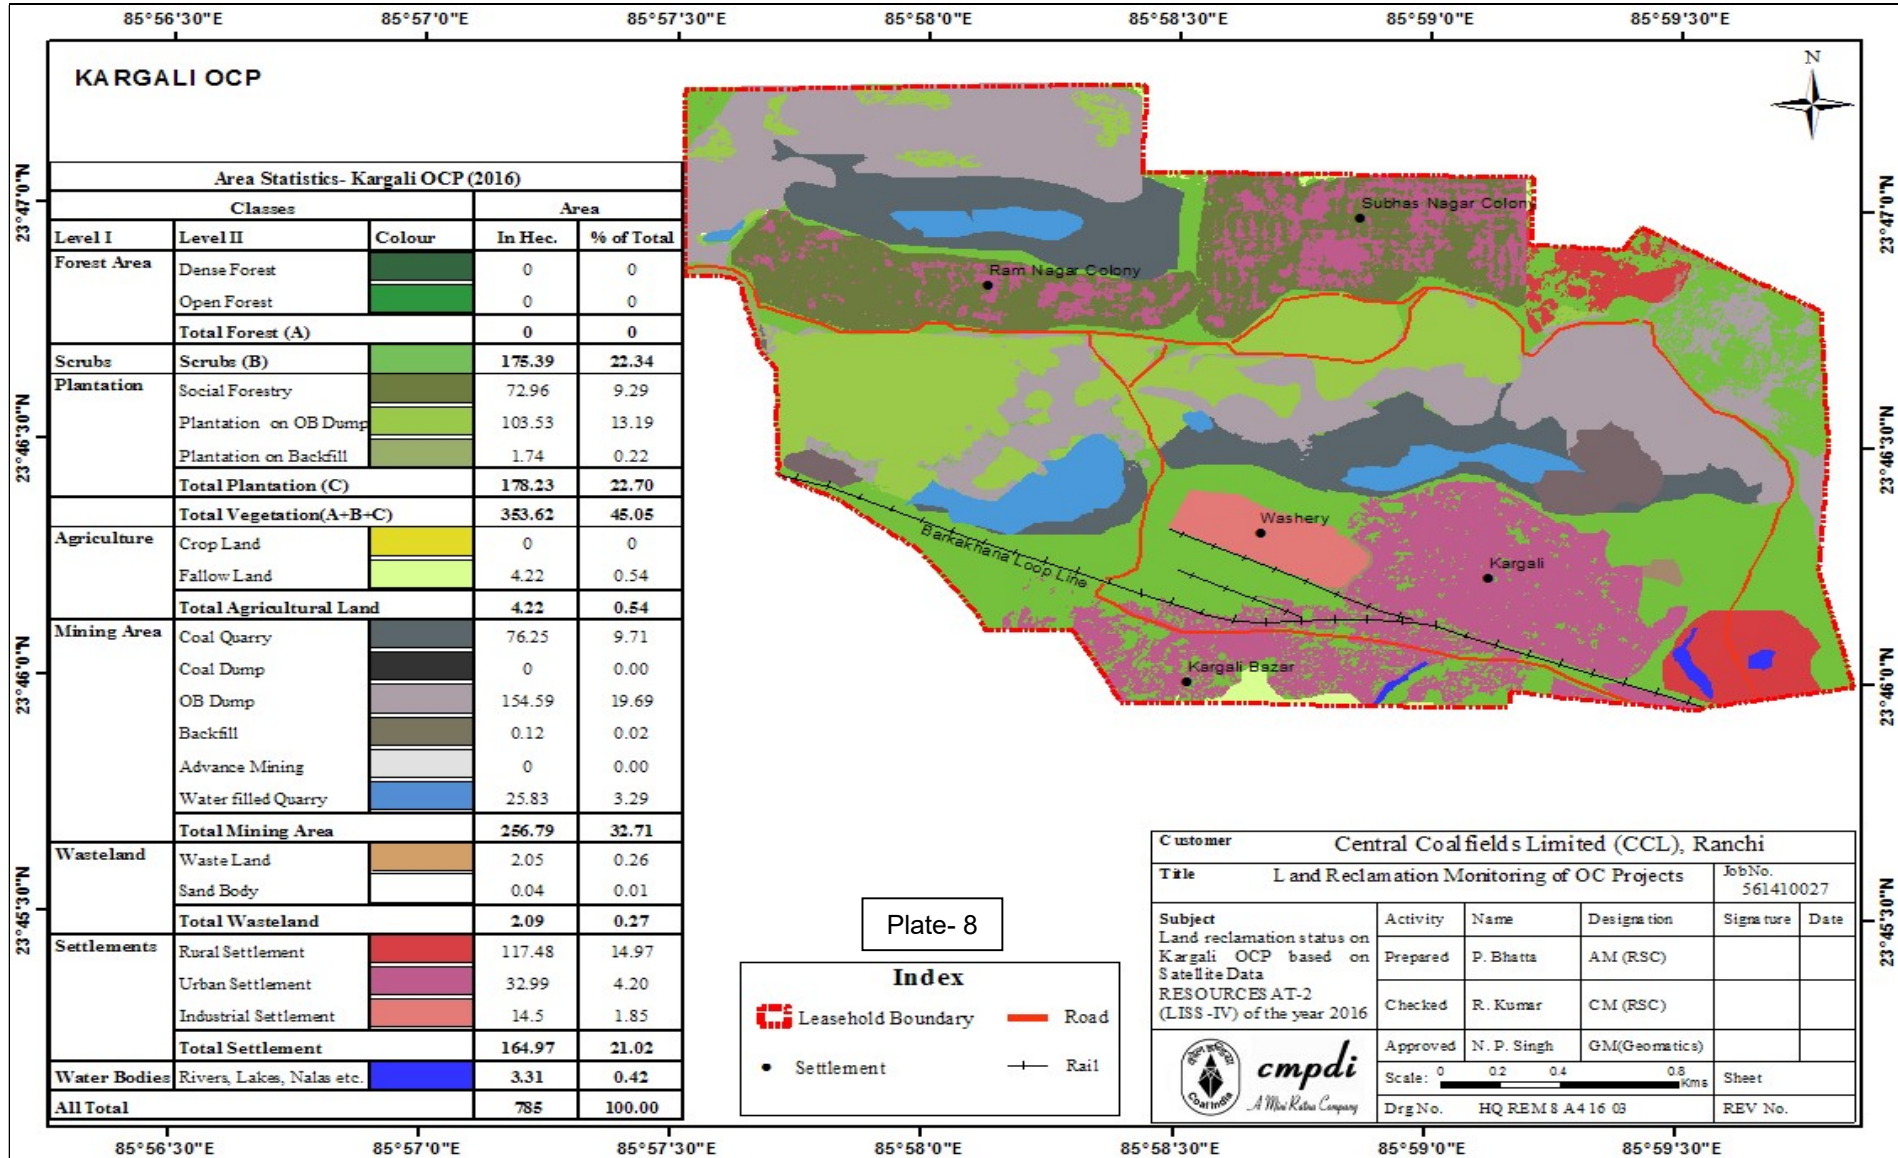 85°56'30"E 85°57'0"E 85°57'30"E 85°58'0"E 85°58'30"E 85°59'0"E 85°59'30"E
KARGALI OCP
N
23°47'0"N
23°46'30"N
23°46'0"N
23°45'30"N
Area Statistics- Kargali OCP (2016)
Classes Area
Level I Level II Colour In Hec. % of Total
Forest Area Dense Forest 0 0
Open Forest 0 0
Total Forest (A) 0 0
Scrubs Scrubs (B) 175.39 22.34
Plantation Social Forestry 72.96 9.29
Plantation on OB Dump 103.53 13.19
Plantation on Backfill 1.74 0.22
Total Plantation (C) 178.23 22.70
Total Vegetation(A+B+C) 353.62 45.05
Agriculture Crop Land 0 0
Fallow Land 4.22 0.54
Total Agricultural Land 4.22 0.54
Mining Area Coal Quarry 76.25 9.71
Coal Dump 0 0.00
OB Dump 154.59 19.69
Backfill 0.12 0.02
Advance Mining 0 0.00
Water filled Quarry 25.83 3.29
Total Mining Area 256.79 32.71
Wasteland Waste Land 2.05 0.26
Sand Body 0.04 0.01
Total Wasteland 2.09 0.27
Settlements Rural Settlement 117.48 14.97
Urban Settlement 32.99 4.20
Industrial Settlement 14.5 1.85
Total Settlement 164.97 21.02
Water Bodies Rivers, Lakes, Nalas etc. 3.31 0.42
All Total 785 100.00
Subhas Nagar Colony
Ram Nagar Colony
Washery
Kargali
Barkakhana Loop Line
Kargali Bazar
23°47'0"N
23°46'30"N
23°46'0"N
23°45'30"N
Plate- 8
Index
Leasehold Boundary Road
Settlement Rail
Customer Central Coalfields Limited (CCL), Ranchi
Title Land Reclamation Monitoring of OC Projects Job No. 561410027
Subject
Land reclamation status on
Kargali OCP based on
Satellite Data
RESOURCESAT-2
(LISS-IV) of the year 2016
Activity Name Designation Signature Date
Prepared P. Bhatta AM (RSC)
Checked R. Kumar CM (RSC)
Approved N. P. Singh GM(Geomatics)
Scale: 0 0.2 0.4 0.8 Kms Sheet
Drg No. HQ REM 8 A4 16 03 REV No.
Coal India
cmpdi
A Mini Ratna Company
85°56'30"E 85°57'0"E 85°57'30"E 85°58'0"E 85°58'30"E 85°59'0"E 85°59'30"E